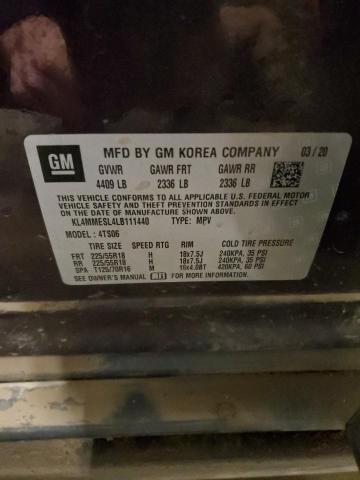 GM MFD BY GM KOREA COMPANY 03/20
GVWR GAWR FRT GAWR RR
4409 LB 2336 LB 2336 LB
THIS VEHICLE CONFORMS TO ALL APPLICABLE U.S. FEDERAL MOTOR
VEHICLE SAFETY AND THEFT PREVENTION STANDARDS IN EFFECT
ON THE DATE OF MANUFACTURE SHOWN ABOVE.
KL4MMESL4LB111440 TYPE: MPV
MODEL: 4TS06
TIRE SIZE SPEED RTG RIM COLD TIRE PRESSURE
FRT 225/55R18 H 18x7.5J 240KPA, 35 PSI
RR 225/55R18 H 18x7.5J 240KPA, 35 PSI
SPA T125/70R16 M 16x4.0BT 420KPA, 60 PSI
SEE OWNER'S MANUAL FOR MORE INFORMATION.